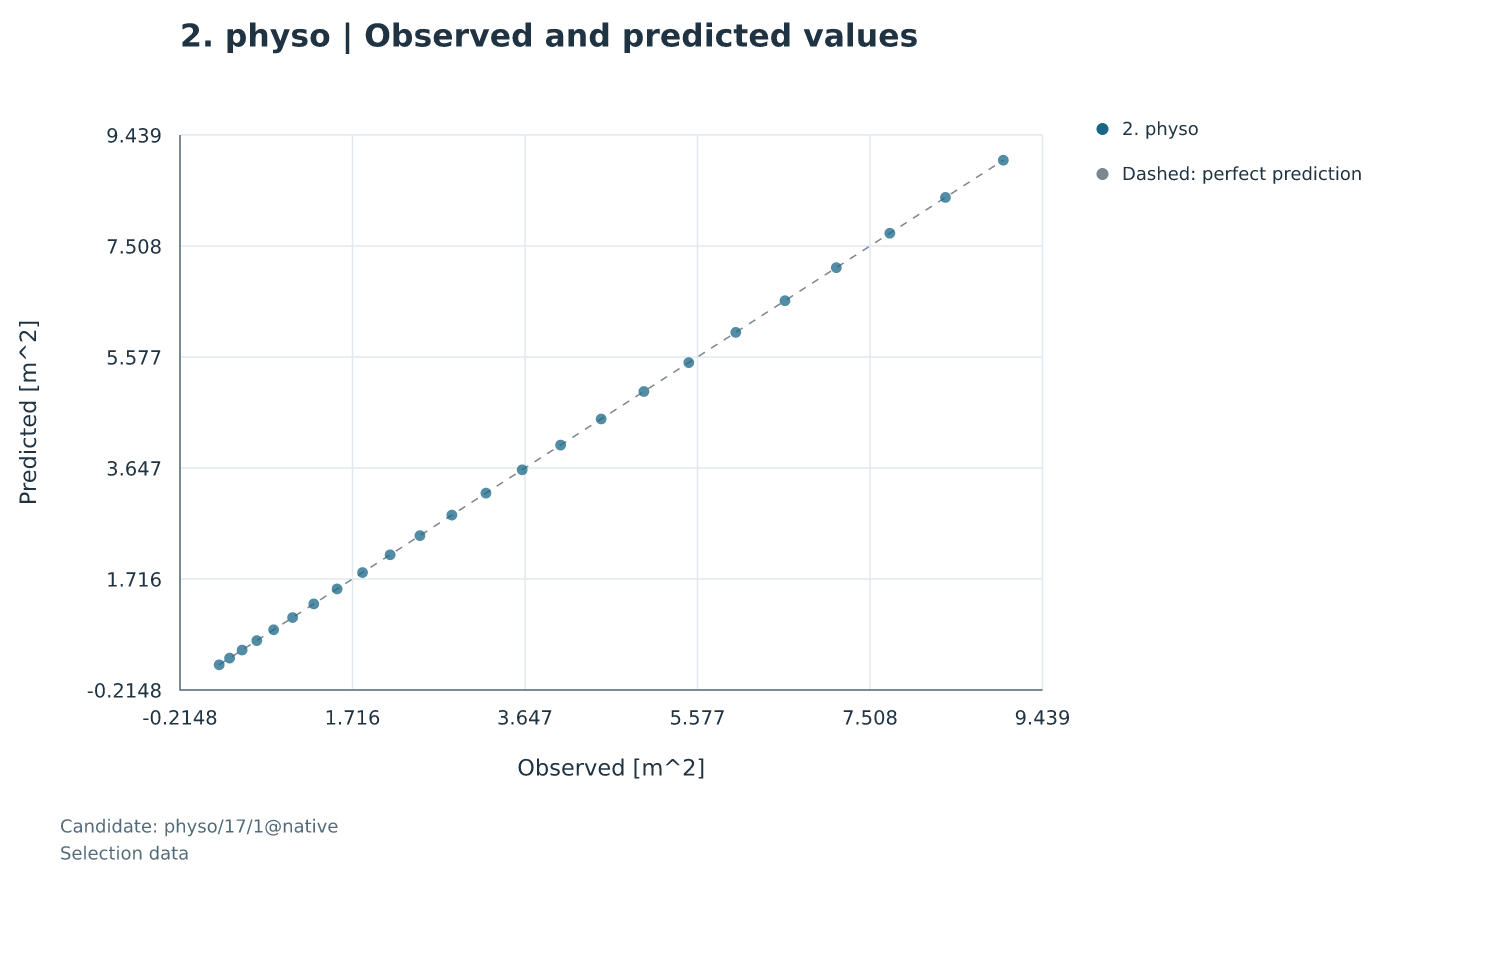 2. physo | Observed and predicted values
2. physo
Dashed: perfect prediction
9.439
7.508
5.577
3.647
1.716
-0.2148
Predicted [m^2]
-0.2148 1.716 3.647 5.577 7.508 9.439
Observed [m^2]
Candidate: physo/17/1@native
Selection data